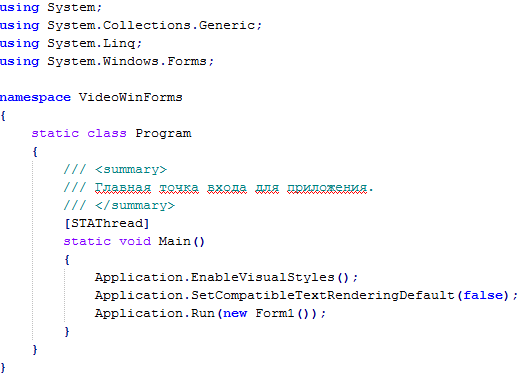 using System;
using System.Collections.Generic;
using System.Linq;
using System.Windows.Forms;

namespace VideoWinForms
{
    static class Program
    {
        /// <summary>
        /// Главная точка входа для приложения.
        /// </summary>
        [STAThread]
        static void Main()
        {
            Application.EnableVisualStyles();
            Application.SetCompatibleTextRenderingDefault(false);
            Application.Run(new Form1());
        }
    }
}